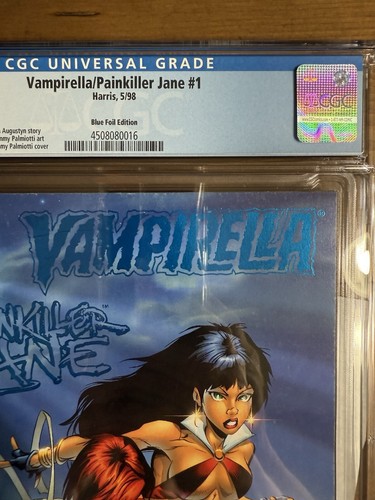 CGC UNIVERSAL GRADE
Vampirella/Painkiller Jane #1
Harris, 5/98
Blue Foil Edition
Augustyn story
Palmiotti art
Palmiotti cover
4508080016
CGC
VAMPIRELLA®